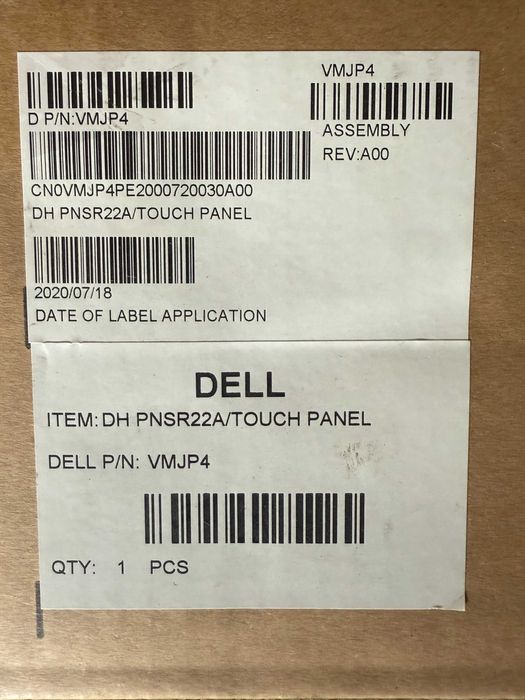 VMJP4
D P/N:VMJP4
ASSEMBLY
REV:A00
CN0VMJP4PE2000720030A00
DH PNSR22A/TOUCH PANEL
2020/07/18
DATE OF LABEL APPLICATION
DELL
ITEM: DH PNSR22A/TOUCH PANEL
DELL P/N: VMJP4
QTY: 1 PCS